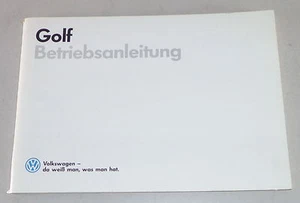 Golf
Betriebsanleitung
Volkswagen –
da weiß man, was man hat.